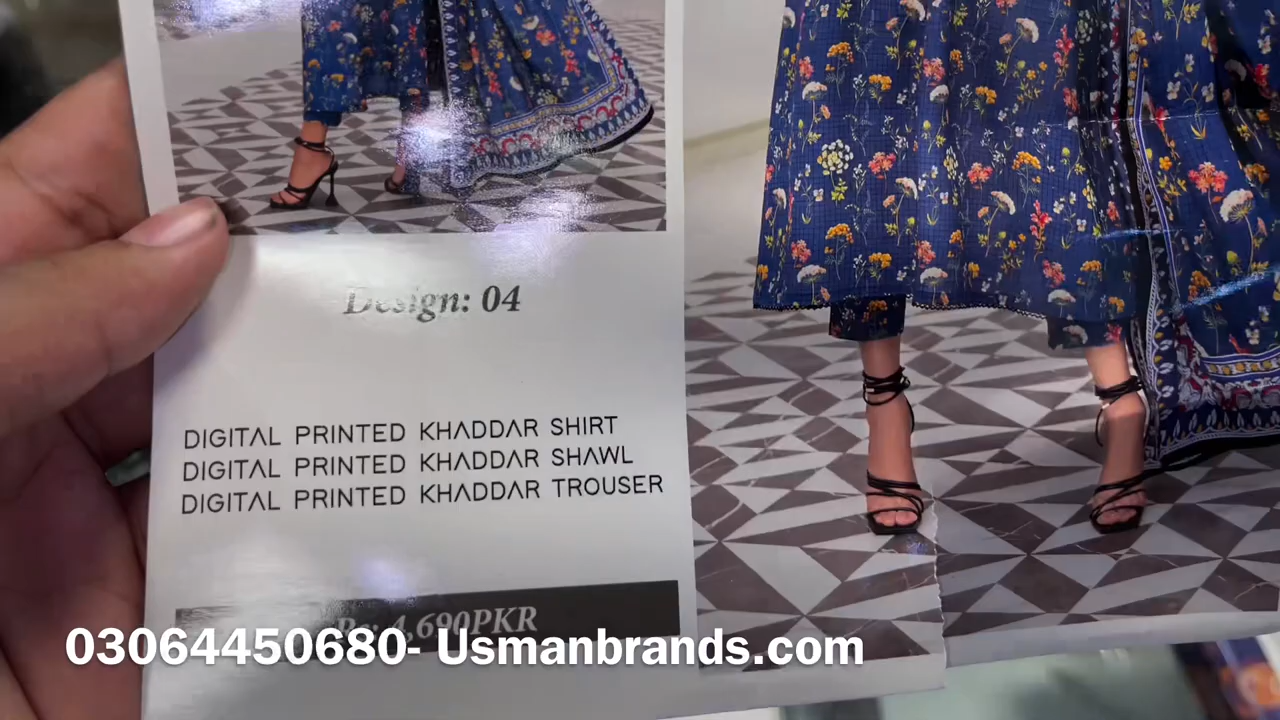 Design: 04
DIGITAL PRINTED KHADDAR SHIRT
DIGITAL PRINTED KHADDAR SHAWL
DIGITAL PRINTED KHADDAR TROUSER
Rs: 4,690PKR
03064450680- Usmanbrands.com